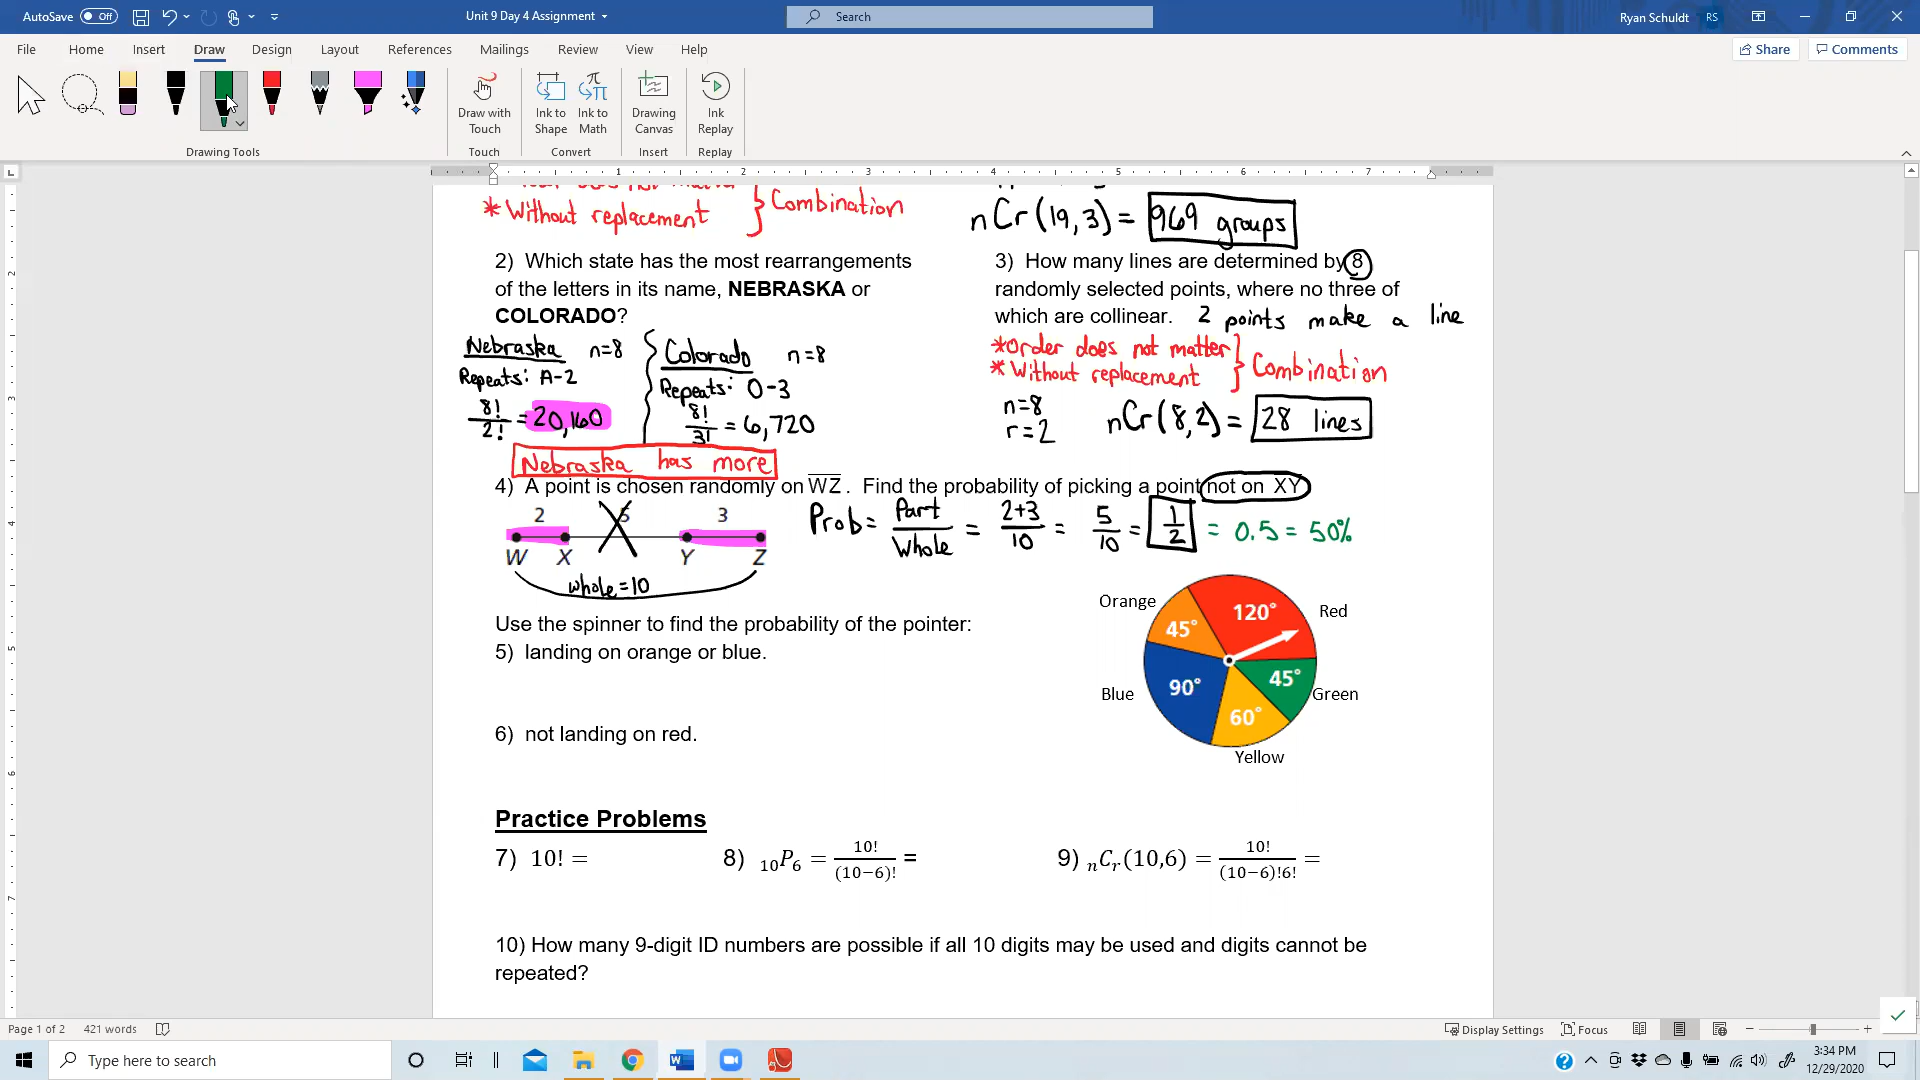 AutoSave Off
Unit 9 Day 4 Assignment
Search
Ryan Schuldt RS
File Home Insert Draw Design Layout References Mailings Review View Help
Share Comments
Draw with Touch
Ink to Shape
Ink to Math
Drawing Canvas
Ink Replay
Drawing Tools Touch Convert Insert Replay
1 2 3 4 5 6 7
*Without replacement } Combination
nCr(19,3) = 969 groups
2) Which state has the most rearrangements
of the letters in its name, NEBRASKA or
COLORADO?
Nebraska n=8
Repeats: A-2
8!/2! = 20,160
Colorado n=8
Repeats: O-3
8!/3! = 6,720
Nebraska has more
3) How many lines are determined by 8
randomly selected points, where no three of
which are collinear. 2 points make a line
*Order does not matter
*Without replacement } Combination
n=8
r=2
nCr(8,2) = 28 lines
4) A point is chosen randomly on WZ. Find the probability of picking a point not on XY
2 5 3
W X Y Z
whole=10
Prob = Part/Whole = 2+3/10 = 5/10 = 1/2 = 0.5 = 50%
Use the spinner to find the probability of the pointer:
5) landing on orange or blue.
6) not landing on red.
Orange 45°
120° Red
Blue 90°
45° Green
60°
Yellow
Practice Problems
7) 10! =
8) ₁₀P₆ = 10!/(10−6)! =
9) ₙCᵣ(10,6) = 10!/(10−6)!6! =
10) How many 9-digit ID numbers are possible if all 10 digits may be used and digits cannot be
repeated?
Page 1 of 2 421 words
Display Settings Focus
Type here to search
3:34 PM
12/29/2020